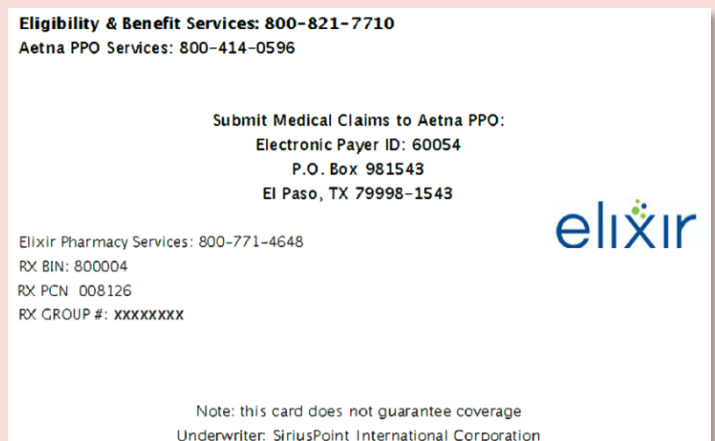 Eligibility & Benefit Services: 800-821-7710
Aetna PPO Services: 800-414-0596
Submit Medical Claims to Aetna PPO:
Electronic Payer ID: 60054
P.O. Box 981543
El Paso, TX 79998-1543
elixir
Elixir Pharmacy Services: 800-771-4648
RX BIN: 800004
RX PCN 008126
RX GROUP #: XXXXXXXX
Note: this card does not guarantee coverage
Underwriter: SiriusPoint International Corporation